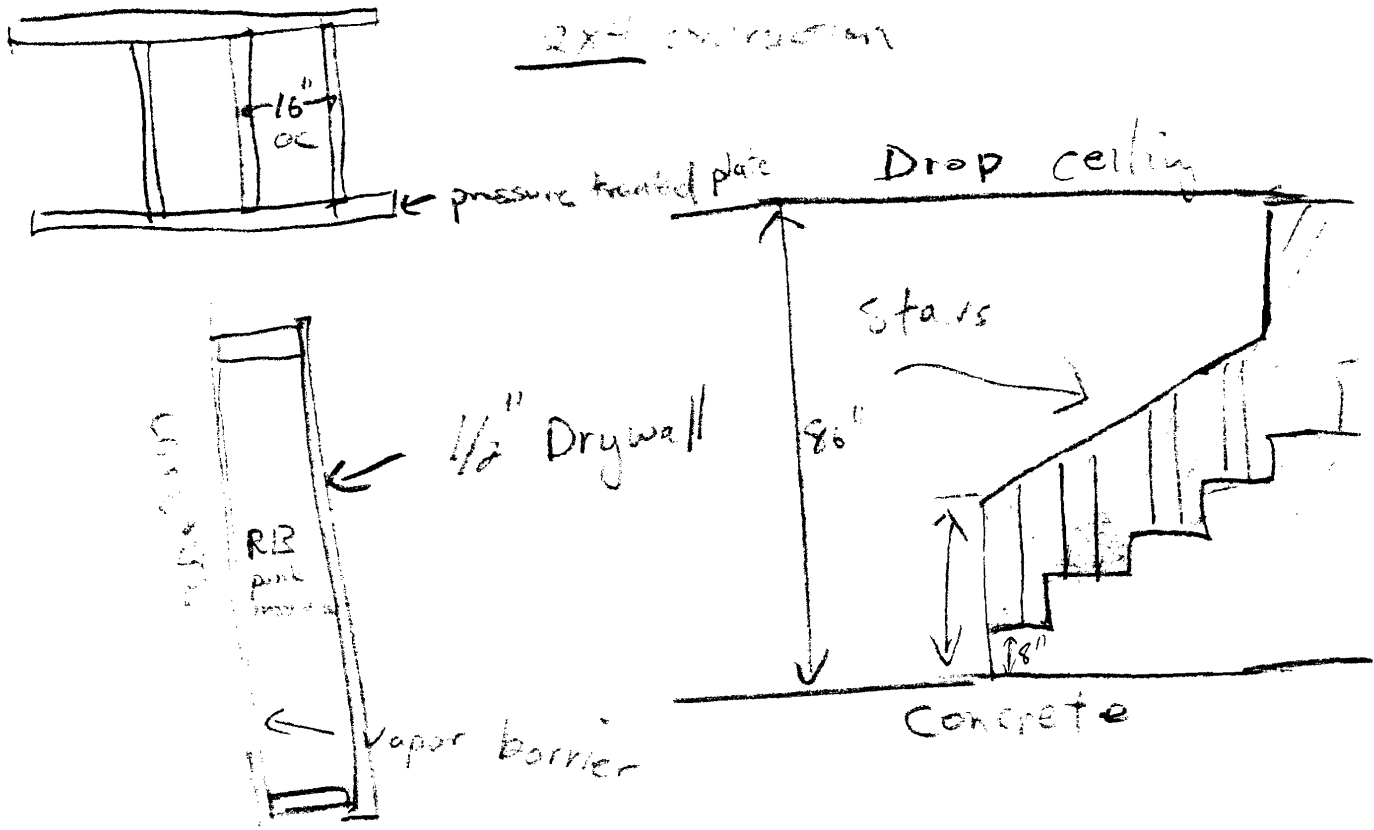 2x4 construction
16"
OC
pressure treated plate
Drop ceiling
Stairs
86"
1/2" Drywall
R13
pink
8"
vapor barrier
Concrete